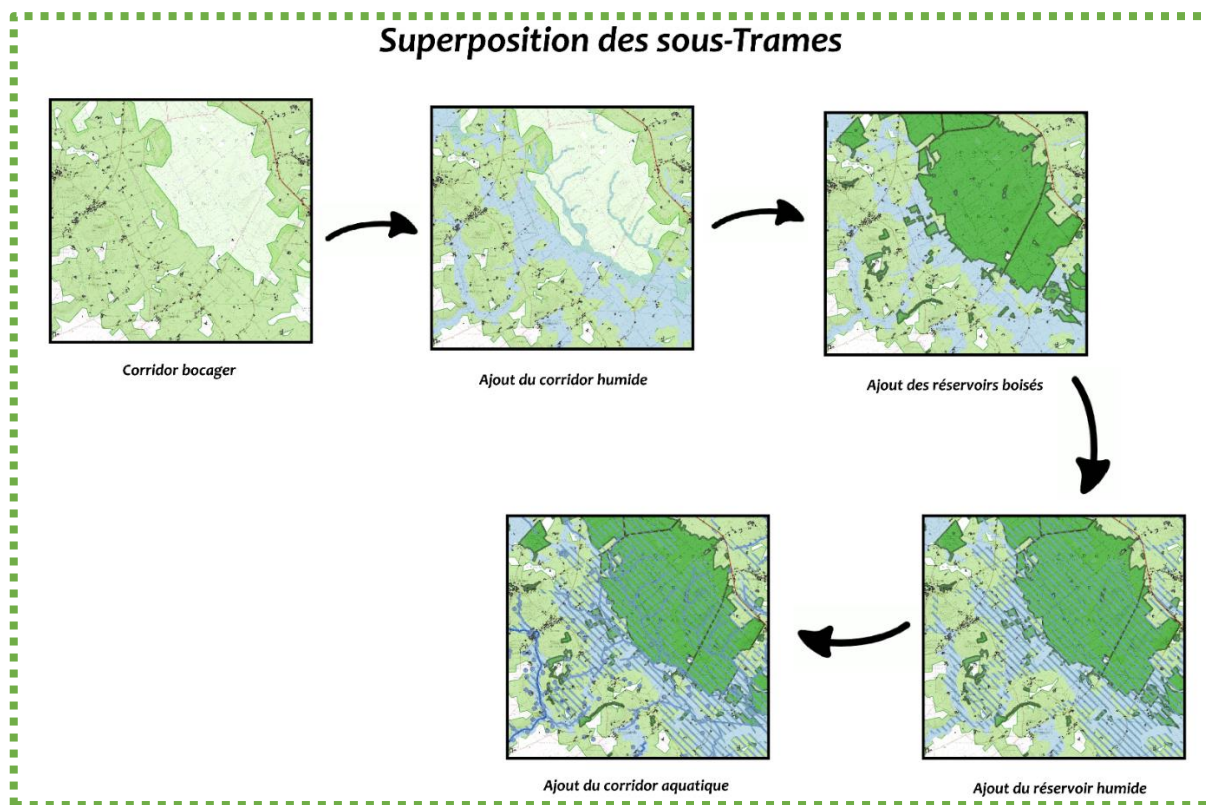 Superposition des sous-Trames
Corridor bocager
Ajout du corridor humide
Ajout des réservoirs boisés
Ajout du corridor aquatique
Ajout du réservoir humide